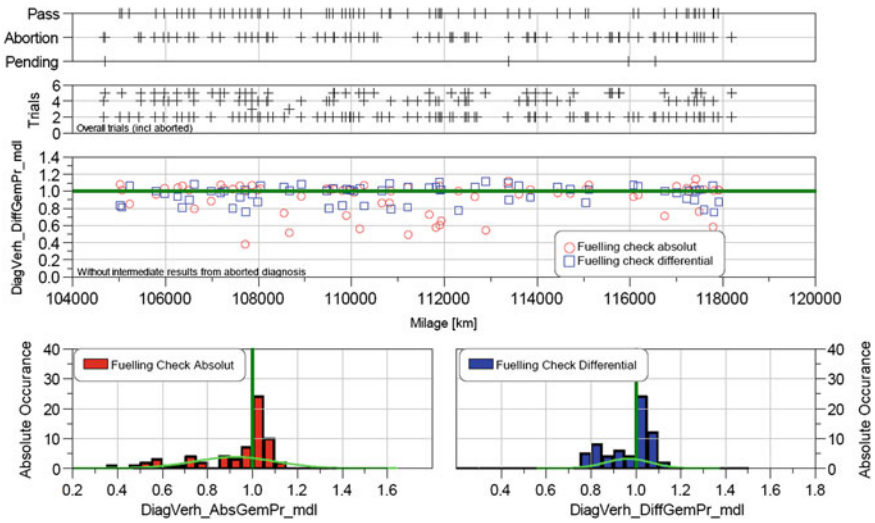 Pass
Abortion
Pending
Trials
6
4
2
0
Overall trials (incl aborted)
DiagVerh_DiffGemPr_mdl
1.4
1.2
1.0
0.8
0.6
0.4
0.2
0.0
Fuelling check absolut
Fuelling check differential
Without intermediate results from aborted diagnosis
104000 106000 108000 110000 112000 114000 116000 118000 120000
Milage [km]
Absolute Occurance
40
30
20
10
0
Fuelling Check Absolut
0.2 0.4 0.6 0.8 1.0 1.2 1.4 1.6
DiagVerh_AbsGemPr_mdl
Fuelling Check Differential
40
30
20
10
0
Absolute Occurance
0.4 0.6 0.8 1.0 1.2 1.4 1.6 1.8
DiagVerh_DiffGemPr_mdl